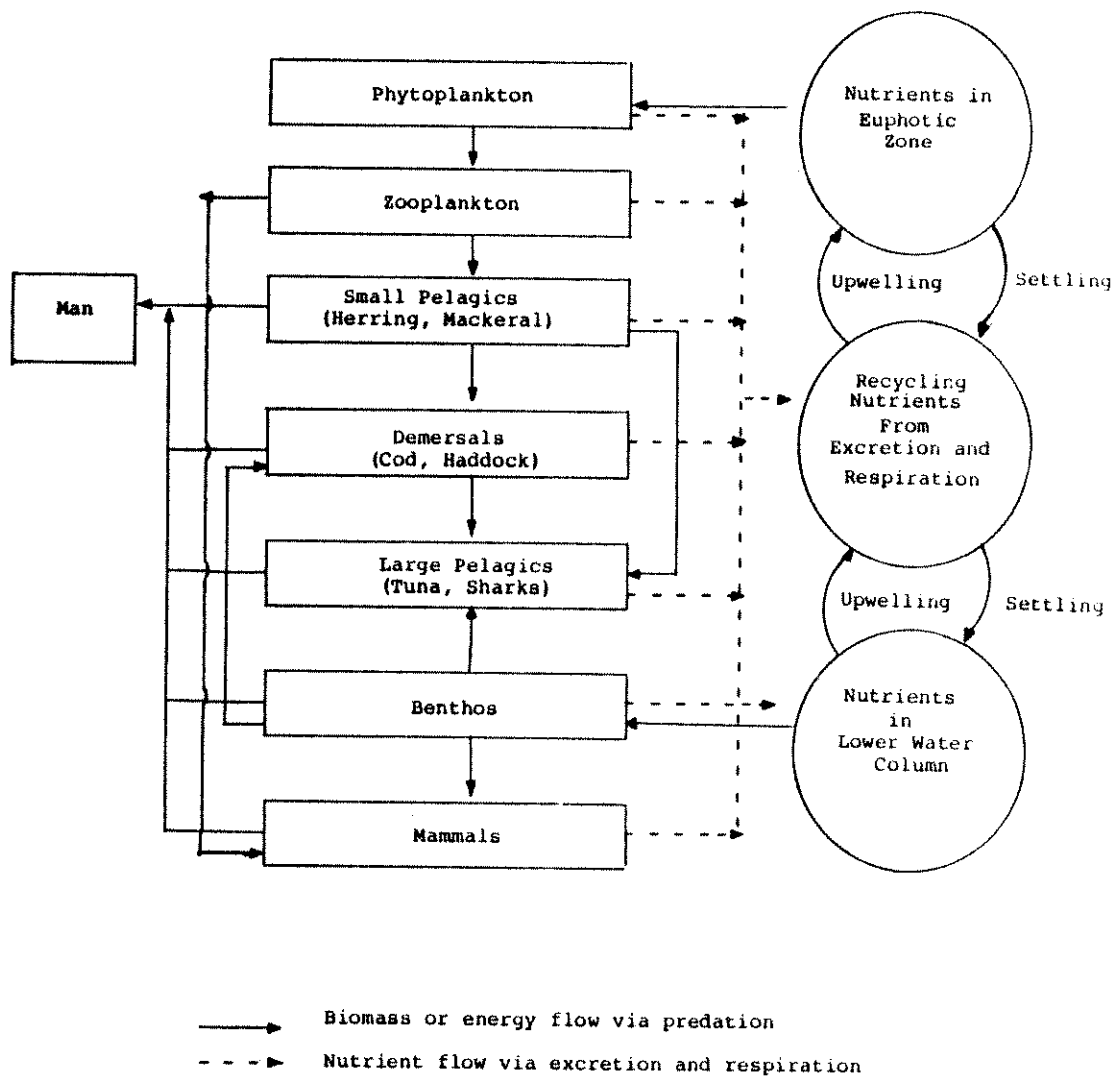 Phytoplankton
Nutrients in
Euphotic
Zone
Zooplankton
Man
Small Pelagics
(Herring, Mackeral)
Upwelling
Settling
Recycling
Nutrients
From
Excretion and
Respiration
Demersals
(Cod, Haddock)
Large Pelagics
(Tuna, Sharks)
Upwelling
Settling
Benthos
Nutrients
in
Lower Water
Column
Mammals
Biomass or energy flow via predation
Nutrient flow via excretion and respiration